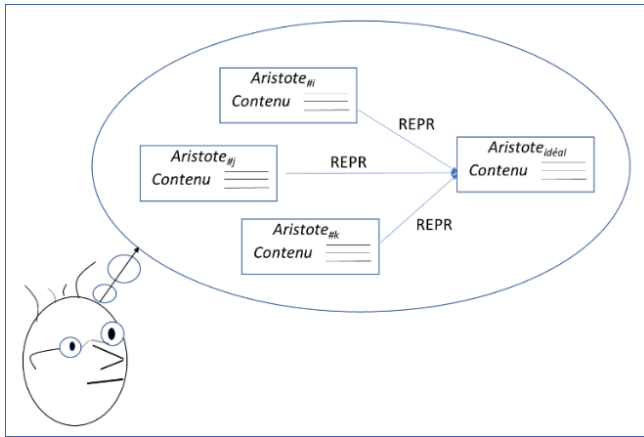 Aristote#i
Contenu
REPR
Aristote#j
Contenu
REPR
Aristoteidéal
Contenu
Aristote#k
Contenu
REPR